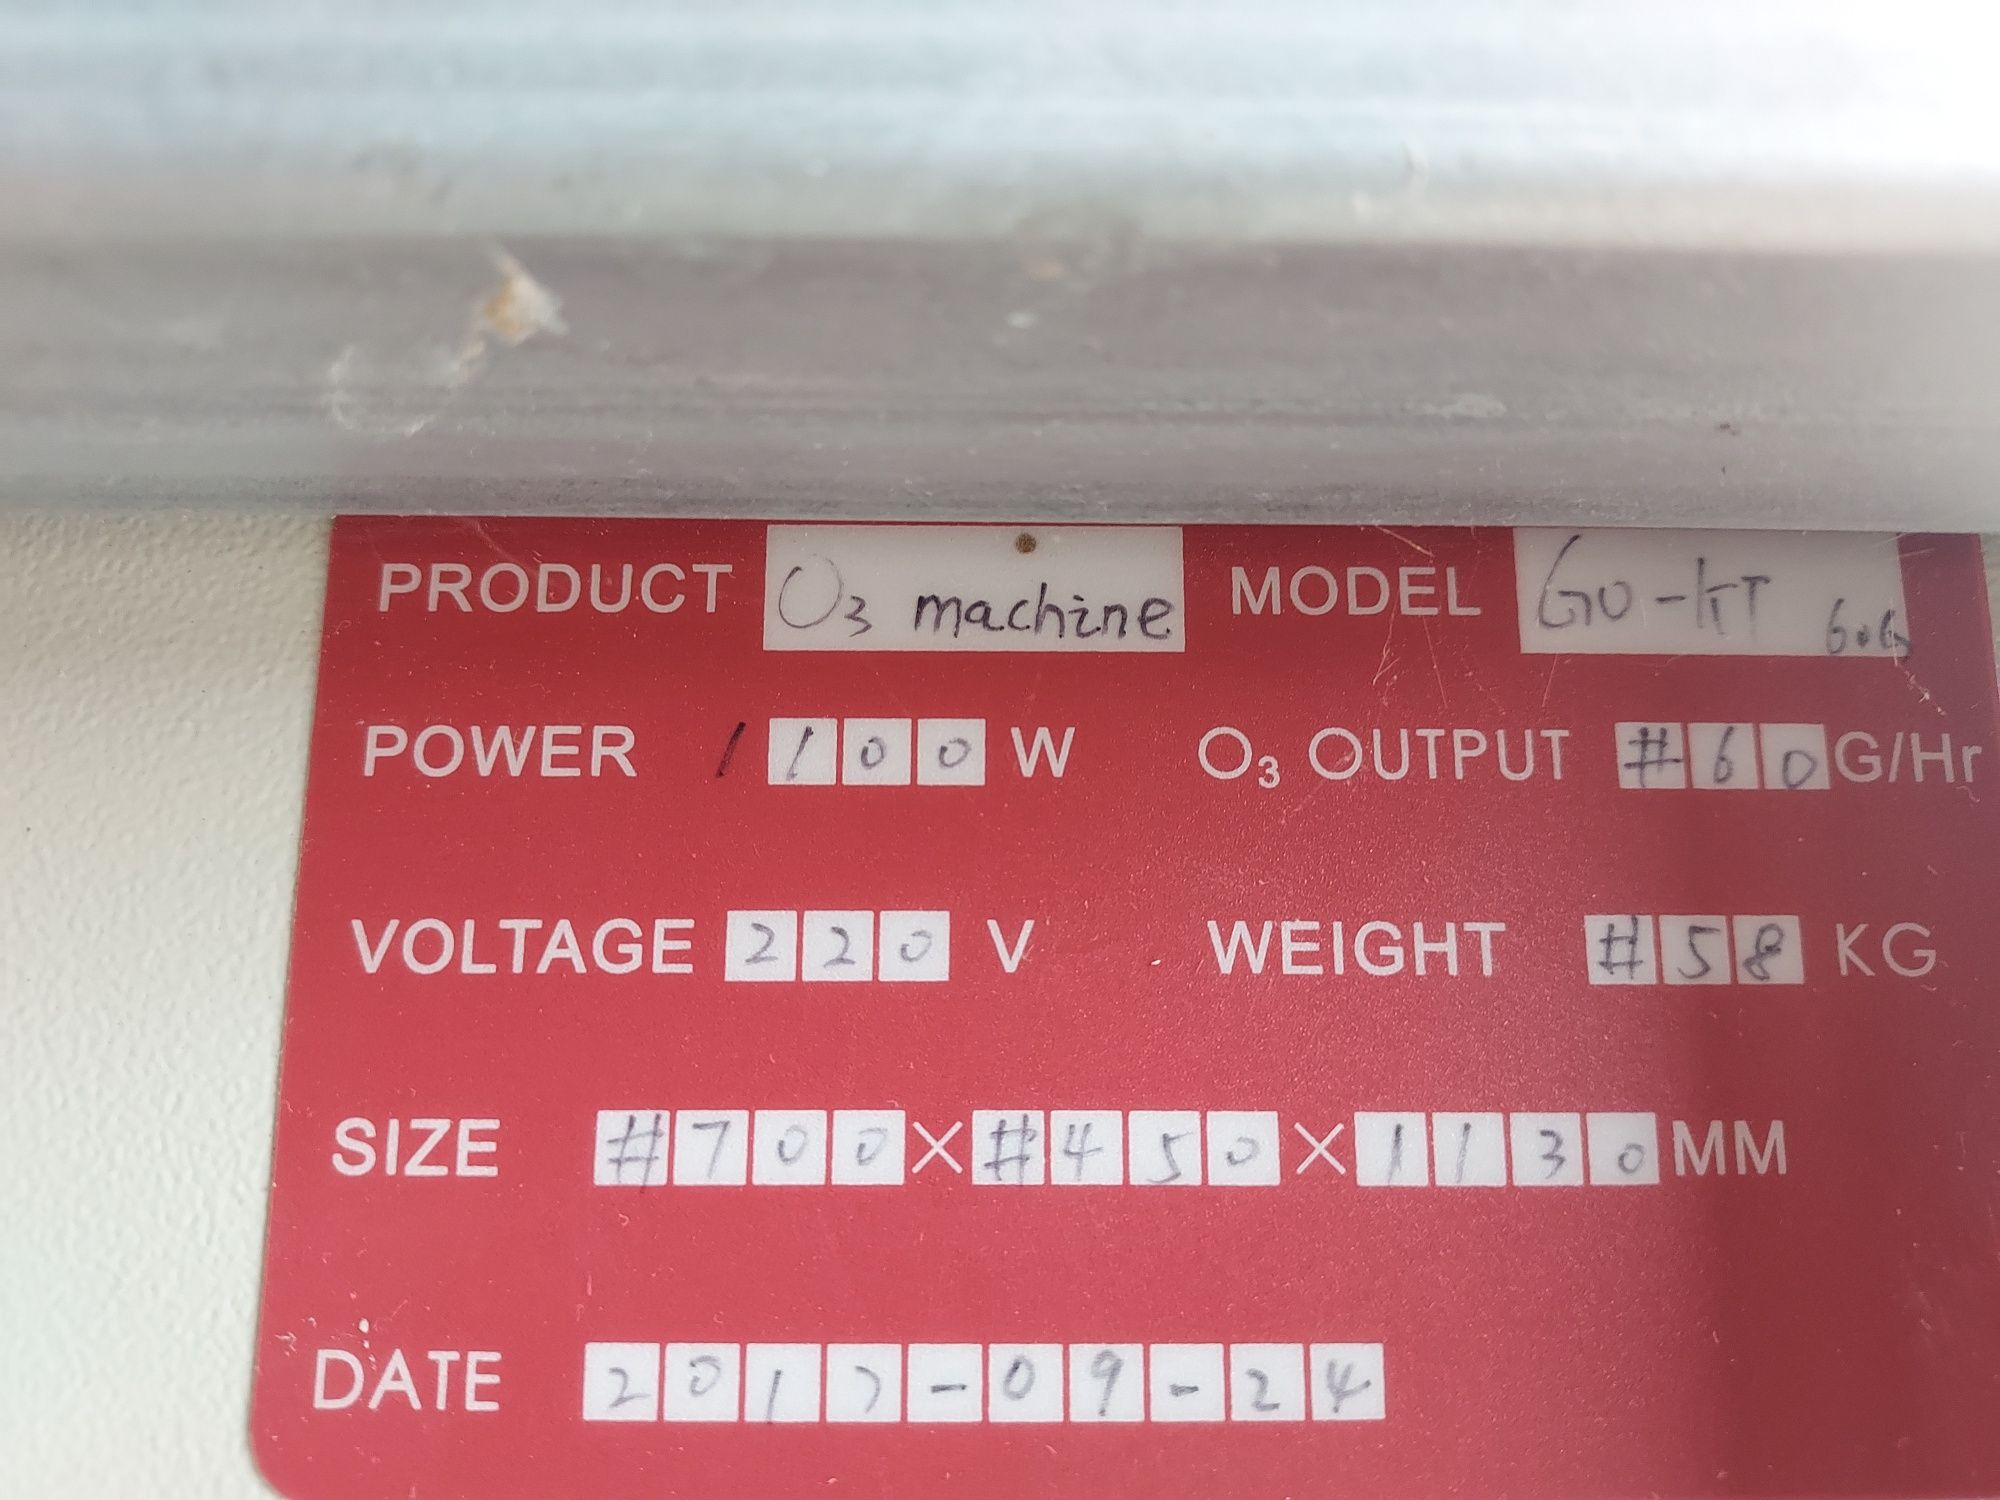 PRODUCT O3 machine MODEL GO-KT 60G
POWER 1100 W O3 OUTPUT #60 G/Hr
VOLTAGE 220 V WEIGHT #58 KG
SIZE #700×#450×1130 MM
DATE 2017-09-24